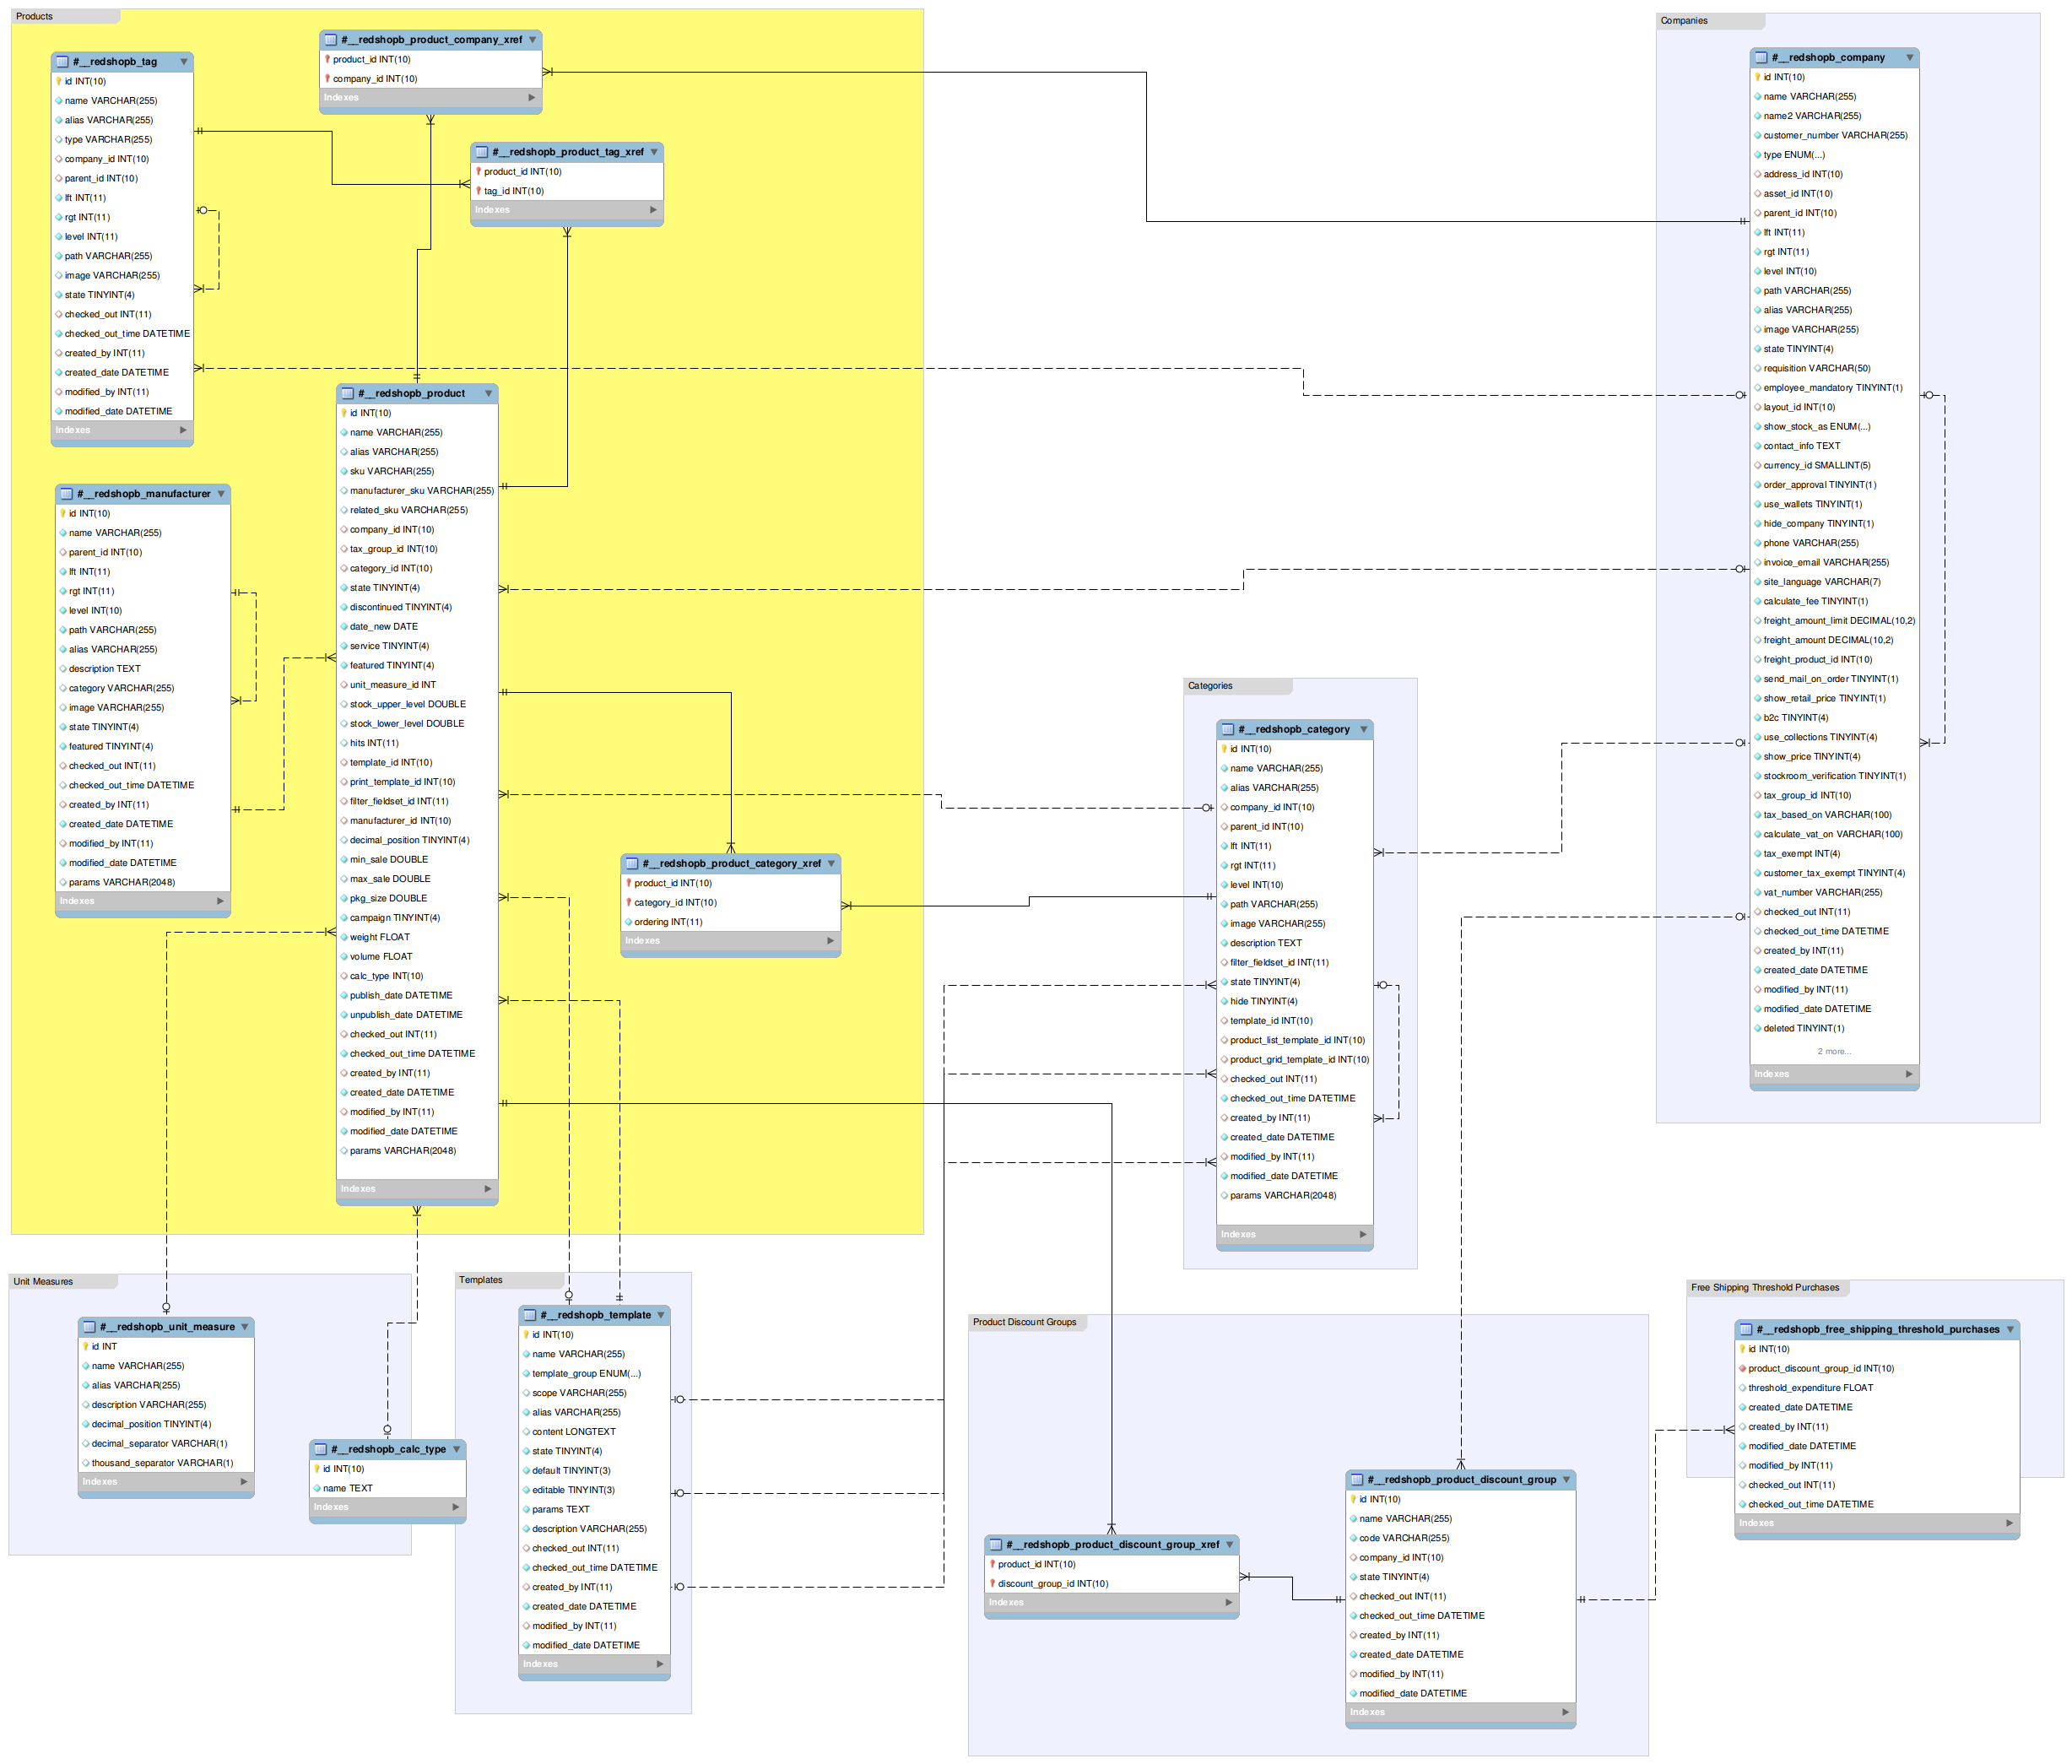 Products
#__redshopb_tag
id INT(10)
name VARCHAR(255)
alias VARCHAR(255)
type VARCHAR(255)
company_id INT(10)
parent_id INT(10)
lft INT(11)
rgt INT(11)
level INT(11)
path VARCHAR(255)
image VARCHAR(255)
state TINYINT(4)
checked_out INT(11)
checked_out_time DATETIME
created_by INT(11)
created_date DATETIME
modified_by INT(11)
modified_date DATETIME
Indexes
#__redshopb_product_company_xref
product_id INT(10)
company_id INT(10)
Indexes
#__redshopb_product_tag_xref
product_id INT(10)
tag_id INT(10)
Indexes
#__redshopb_manufacturer
id INT(10)
name VARCHAR(255)
parent_id INT(10)
lft INT(11)
rgt INT(11)
level INT(10)
path VARCHAR(255)
alias VARCHAR(255)
description TEXT
category VARCHAR(255)
image VARCHAR(255)
state TINYINT(4)
featured TINYINT(4)
checked_out INT(11)
checked_out_time DATETIME
created_by INT(11)
created_date DATETIME
modified_by INT(11)
modified_date DATETIME
params VARCHAR(2048)
Indexes
#__redshopb_product
id INT(10)
name VARCHAR(255)
alias VARCHAR(255)
sku VARCHAR(255)
manufacturer_sku VARCHAR(255)
related_sku VARCHAR(255)
company_id INT(10)
tax_group_id INT(10)
category_id INT(10)
state TINYINT(4)
discontinued TINYINT(4)
date_new DATE
service TINYINT(4)
featured TINYINT(4)
unit_measure_id INT
stock_upper_level DOUBLE
stock_lower_level DOUBLE
hits INT(11)
template_id INT(10)
print_template_id INT(10)
filter_fieldset_id INT(11)
manufacturer_id INT(10)
decimal_position TINYINT(4)
min_sale DOUBLE
max_sale DOUBLE
pkg_size DOUBLE
campaign TINYINT(4)
weight FLOAT
volume FLOAT
calc_type INT(10)
publish_date DATETIME
unpublish_date DATETIME
checked_out INT(11)
checked_out_time DATETIME
created_by INT(11)
created_date DATETIME
modified_by INT(11)
modified_date DATETIME
params VARCHAR(2048)
Indexes
#__redshopb_product_category_xref
product_id INT(10)
category_id INT(10)
ordering INT(11)
Indexes
Companies
#__redshopb_company
id INT(10)
name VARCHAR(255)
name2 VARCHAR(255)
customer_number VARCHAR(255)
type ENUM(...)
address_id INT(10)
asset_id INT(10)
parent_id INT(10)
lft INT(11)
rgt INT(11)
level INT(10)
path VARCHAR(255)
alias VARCHAR(255)
image VARCHAR(255)
state TINYINT(4)
requisition VARCHAR(50)
employee_mandatory TINYINT(1)
layout_id INT(10)
show_stock_as ENUM(...)
contact_info TEXT
currency_id SMALLINT(5)
order_approval TINYINT(1)
use_wallets TINYINT(1)
hide_company TINYINT(1)
phone VARCHAR(255)
invoice_email VARCHAR(255)
site_language VARCHAR(7)
calculate_fee TINYINT(1)
freight_amount_limit DECIMAL(10,2)
freight_amount DECIMAL(10,2)
freight_product_id INT(10)
send_mail_on_order TINYINT(1)
show_retail_price TINYINT(1)
b2c TINYINT(4)
use_collections TINYINT(4)
show_price TINYINT(4)
stockroom_verification TINYINT(1)
tax_group_id INT(10)
tax_based_on VARCHAR(100)
calculate_vat_on VARCHAR(100)
tax_exempt INT(4)
customer_tax_exempt TINYINT(4)
vat_number VARCHAR(255)
checked_out INT(11)
checked_out_time DATETIME
created_by INT(11)
created_date DATETIME
modified_by INT(11)
modified_date DATETIME
deleted TINYINT(1)
2 more...
Indexes
Categories
#__redshopb_category
id INT(10)
name VARCHAR(255)
alias VARCHAR(255)
company_id INT(10)
parent_id INT(10)
lft INT(11)
rgt INT(11)
level INT(10)
path VARCHAR(255)
image VARCHAR(255)
description TEXT
filter_fieldset_id INT(11)
state TINYINT(4)
hide TINYINT(4)
template_id INT(10)
product_list_template_id INT(10)
product_grid_template_id INT(10)
checked_out INT(11)
checked_out_time DATETIME
created_by INT(11)
created_date DATETIME
modified_by INT(11)
modified_date DATETIME
params VARCHAR(2048)
Indexes
Unit Measures
#__redshopb_unit_measure
id INT
name VARCHAR(255)
alias VARCHAR(255)
description VARCHAR(255)
decimal_position TINYINT(4)
decimal_separator VARCHAR(1)
thousand_separator VARCHAR(1)
Indexes
#__redshopb_calc_type
id INT(10)
name TEXT
Indexes
Templates
#__redshopb_template
id INT(10)
name VARCHAR(255)
template_group ENUM(...)
scope VARCHAR(255)
alias VARCHAR(255)
content LONGTEXT
state TINYINT(4)
default TINYINT(3)
editable TINYINT(3)
params TEXT
description VARCHAR(255)
checked_out INT(11)
checked_out_time DATETIME
created_by INT(11)
created_date DATETIME
modified_by INT(11)
modified_date DATETIME
Indexes
Product Discount Groups
#__redshopb_product_discount_group_xref
product_id INT(10)
discount_group_id INT(10)
Indexes
#__redshopb_product_discount_group
id INT(10)
name VARCHAR(255)
code VARCHAR(255)
company_id INT(10)
state TINYINT(4)
checked_out INT(11)
checked_out_time DATETIME
created_by INT(11)
created_date DATETIME
modified_by INT(11)
modified_date DATETIME
Indexes
Free Shipping Threshold Purchases
#__redshopb_free_shipping_threshold_purchases
id INT(10)
product_discount_group_id INT(10)
threshold_expenditure FLOAT
created_date DATETIME
created_by INT(11)
modified_date DATETIME
modified_by INT(11)
checked_out INT(11)
checked_out_time DATETIME
Indexes